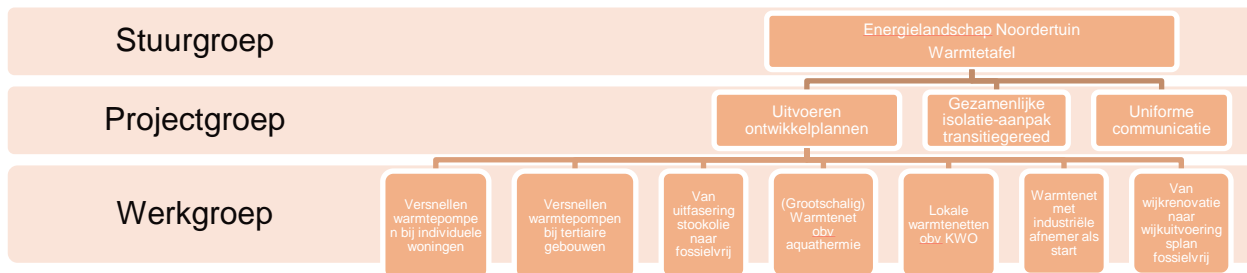 Stuurgroep
Energielandschap Noordertuin
Warmtetafel
Projectgroep
Uitvoeren
ontwikkelplannen
Gezamenlijke
isolatie-aanpak
transitiegereed
Uniforme
communicatie
Werkgroep
Versnellen
warmtepompe
n bij individuele
woningen
Versnellen
warmtepompen
bij tertiaire
gebouwen
Van
uitfasering
stookolie
naar
fossielvrij
(Grootschalig)
Warmtenet
obv
aquathermie
Lokale
warmtenetten
obv KWO
Warmtenet
met
industriële
afnemer als
start
Van
wijkrenovatie
naar
wijkuitvoering
splan
fossielvrij